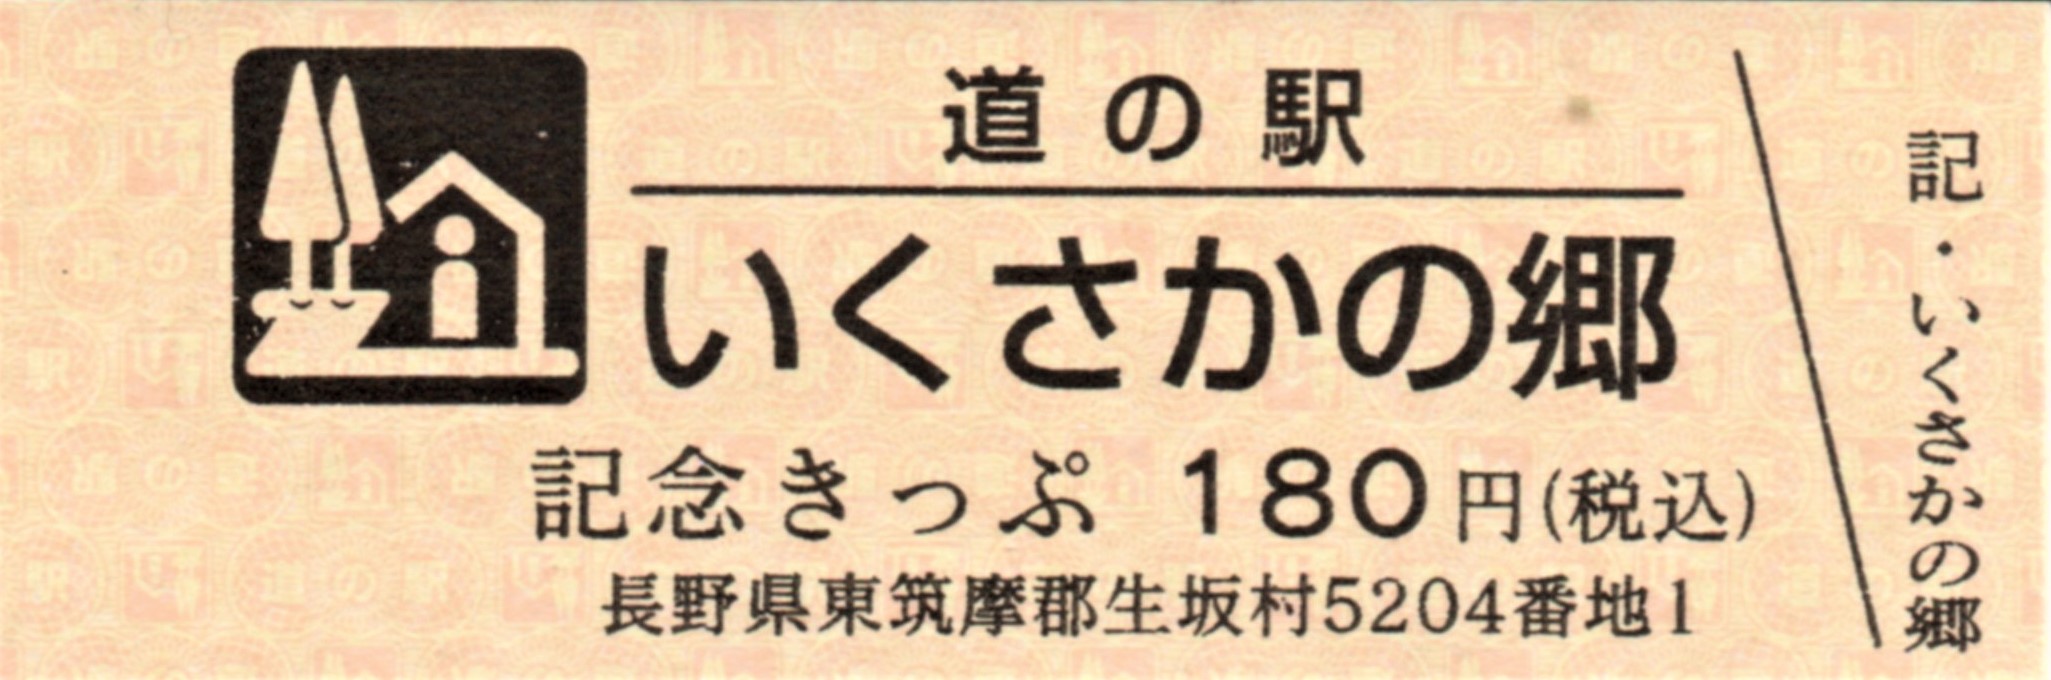 道の駅
いくさかの郷
記念きっぷ 180円(税込)
長野県東筑摩郡生坂村5204番地1
記・いくさかの郷